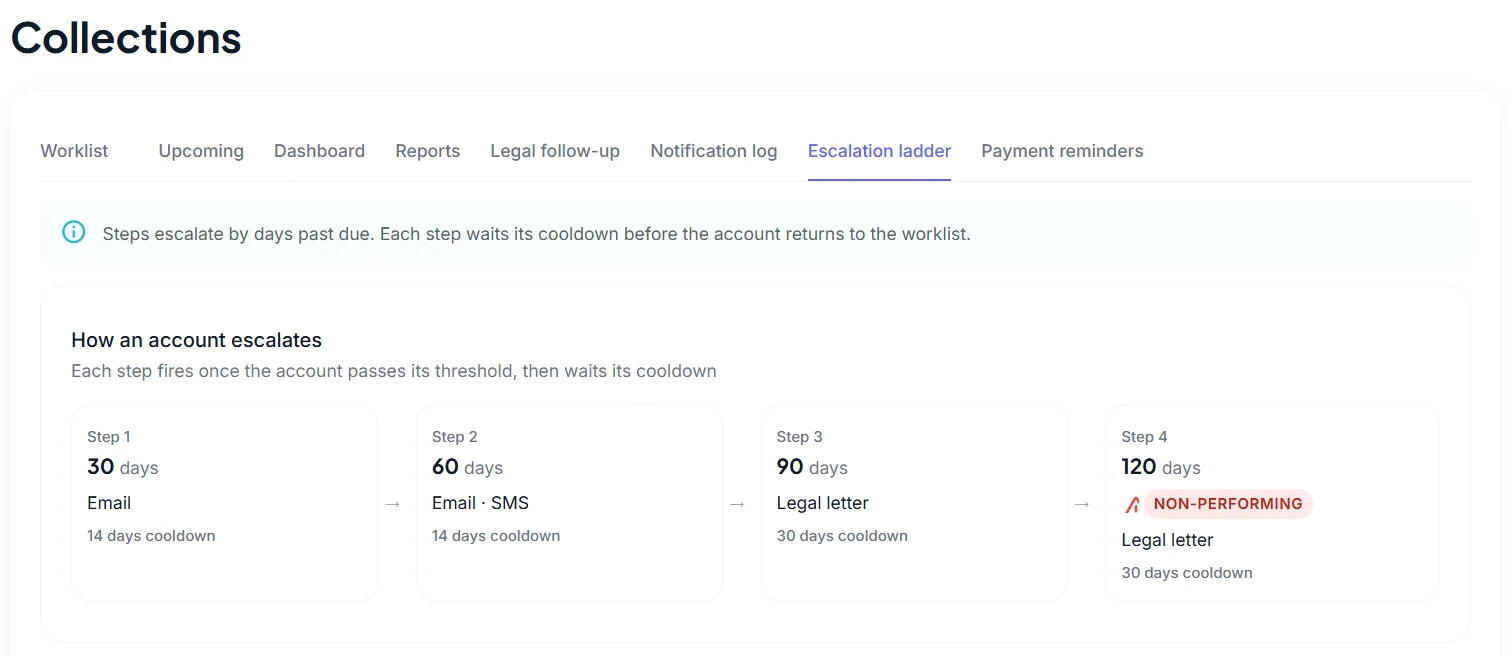 Collections
Worklist Upcoming Dashboard Reports Legal follow-up Notification log Escalation ladder Payment reminders
Steps escalate by days past due. Each step waits its cooldown before the account returns to the worklist.
How an account escalates
Each step fires once the account passes its threshold, then waits its cooldown
Step 1
30 days
Email
14 days cooldown
→
Step 2
60 days
Email · SMS
14 days cooldown
→
Step 3
90 days
Legal letter
30 days cooldown
→
Step 4
120 days
NON-PERFORMING
Legal letter
30 days cooldown